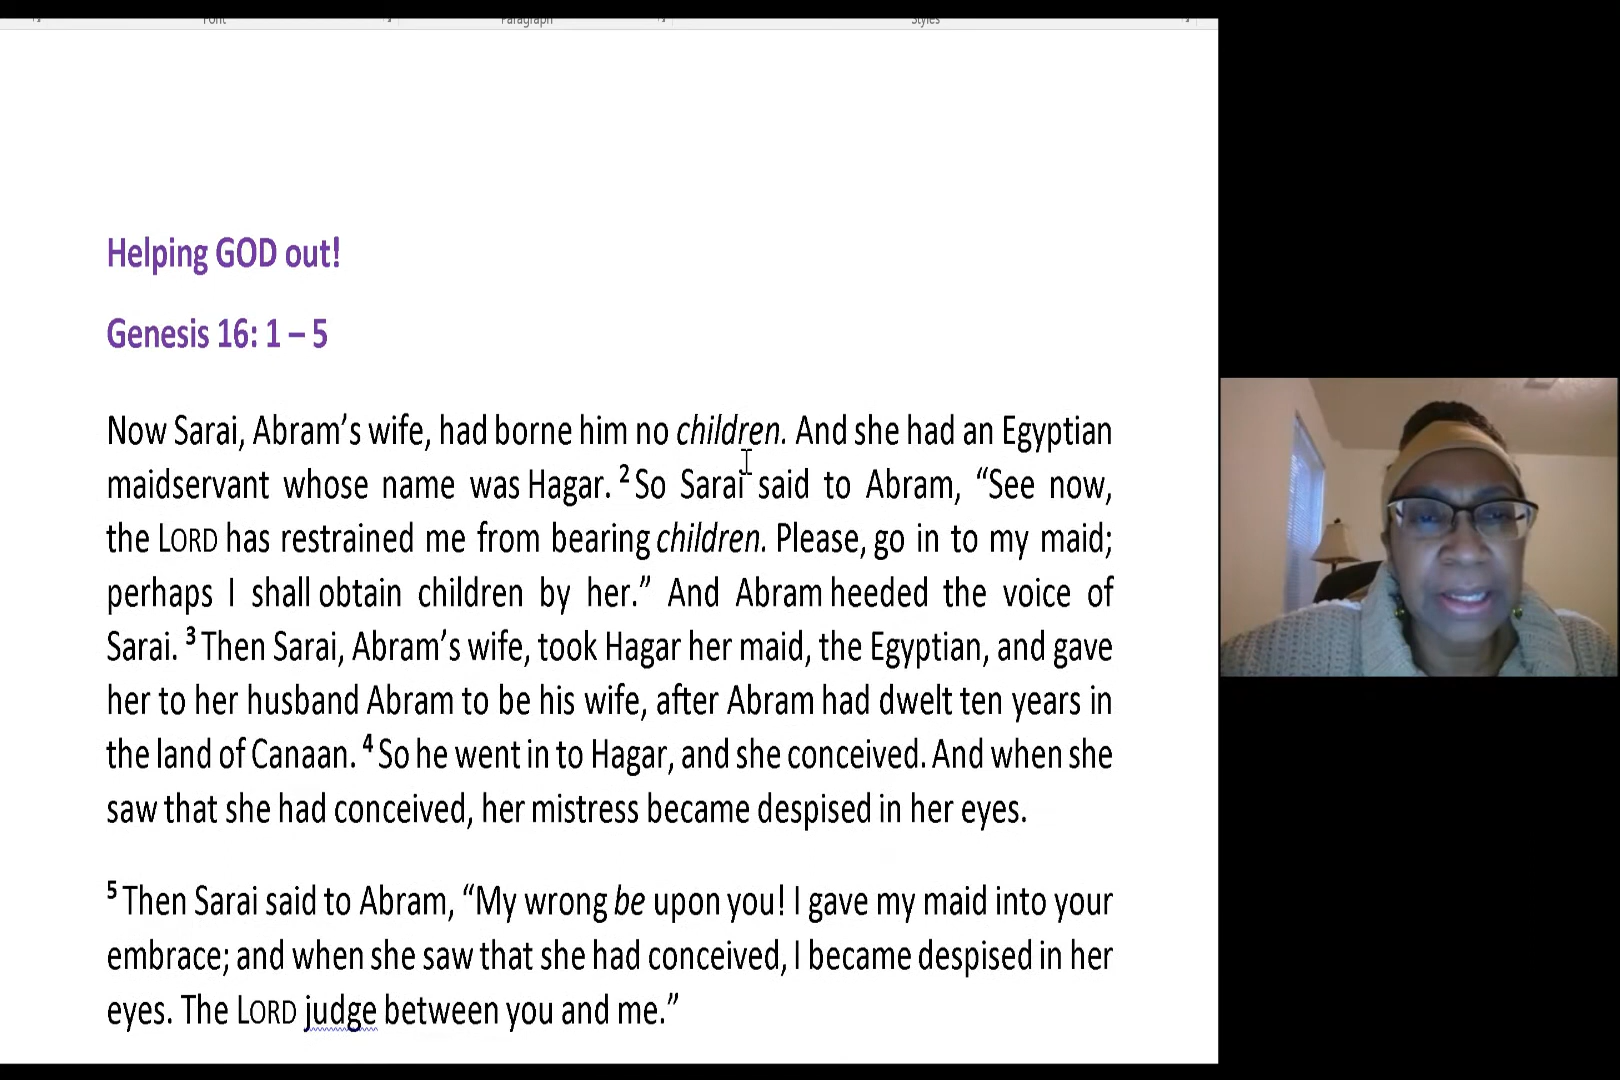 Font Paragraph Styles
Helping GOD out!
Genesis 16: 1 – 5
Now Sarai, Abram’s wife, had borne him no children. And she had an Egyptian
maidservant whose name was Hagar. 2 So Sarai said to Abram, “See now,
the LORD has restrained me from bearing children. Please, go in to my maid;
perhaps I shall obtain children by her.” And Abram heeded the voice of
Sarai. 3 Then Sarai, Abram’s wife, took Hagar her maid, the Egyptian, and gave
her to her husband Abram to be his wife, after Abram had dwelt ten years in
the land of Canaan. 4 So he went in to Hagar, and she conceived. And when she
saw that she had conceived, her mistress became despised in her eyes.
5 Then Sarai said to Abram, “My wrong be upon you! I gave my maid into your
embrace; and when she saw that she had conceived, I became despised in her
eyes. The LORD judge between you and me.”